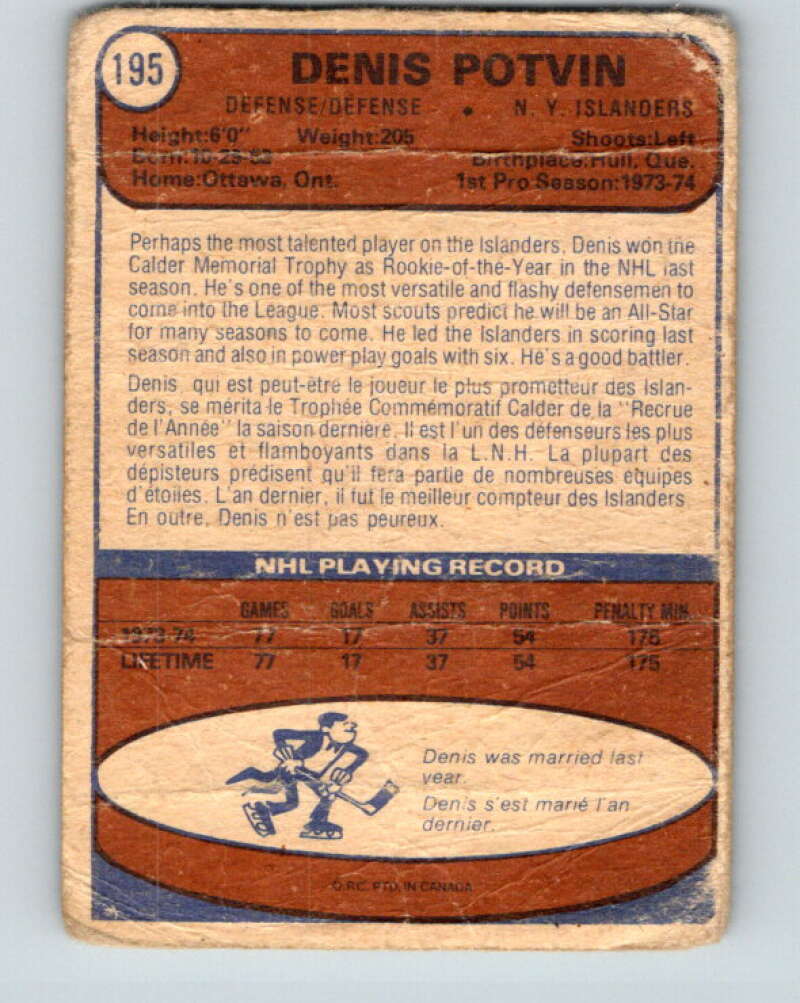 195
DENIS POTVIN
DEFENSE/DEFENSE • N. Y. ISLANDERS
Height:6'0" Weight:205 Shoots:Left
Born:10-29-53 Birthplace:Hull, Que.
Home:Ottawa, Ont. 1st Pro Season:1973-74
Perhaps the most talented player on the Islanders, Denis won the
Calder Memorial Trophy as Rookie-of-the-Year in the NHL last
season. He's one of the most versatile and flashy defensemen to
come into the League. Most scouts predict he will be an All-Star
for many seasons to come. He led the Islanders in scoring last
season and also in power play goals with six. He's a good battler.
Denis, qui est peut-être le joueur le plus prometteur des Islan-
ders, se mérita le Trophée Commémoratif Calder de la "Recrue
de l'Année" la saison dernière. Il est l'un des défenseurs les plus
versatiles et flamboyants dans la L.N.H. La plupart des
dépisteurs prédisent qu'il fera partie de nombreuses équipes
d'étoiles. L'an dernier, il fut le meilleur compteur des Islanders.
En outre, Denis n'est pas peureux.
NHL PLAYING RECORD
GAMES GOALS ASSISTS POINTS PENALTY MIN.
1973-74 77 17 37 54 175
LIFETIME 77 17 37 54 175
Denis was married last
year.
Denis s'est marié l'an
dernier.
O.P.C. PTD. IN CANADA